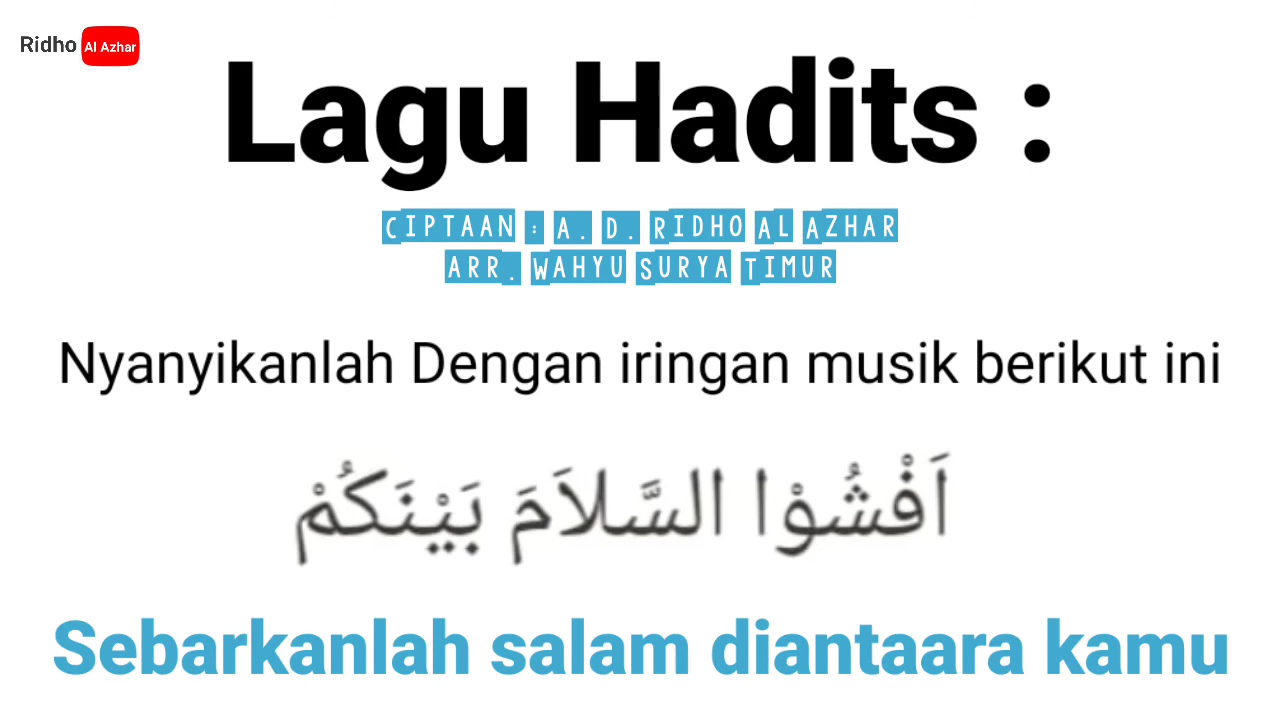 Ridho Al Azhar
Lagu Hadits :
CIPTAAN : A. D. RIDHO AL AZHAR
ARR. WAHYU SURYA TIMUR
Nyanyikanlah Dengan iringan musik berikut ini
اَفْشُوْا السَّلاَمَ بَيْنَكُمْ
Sebarkanlah salam diantaara kamu